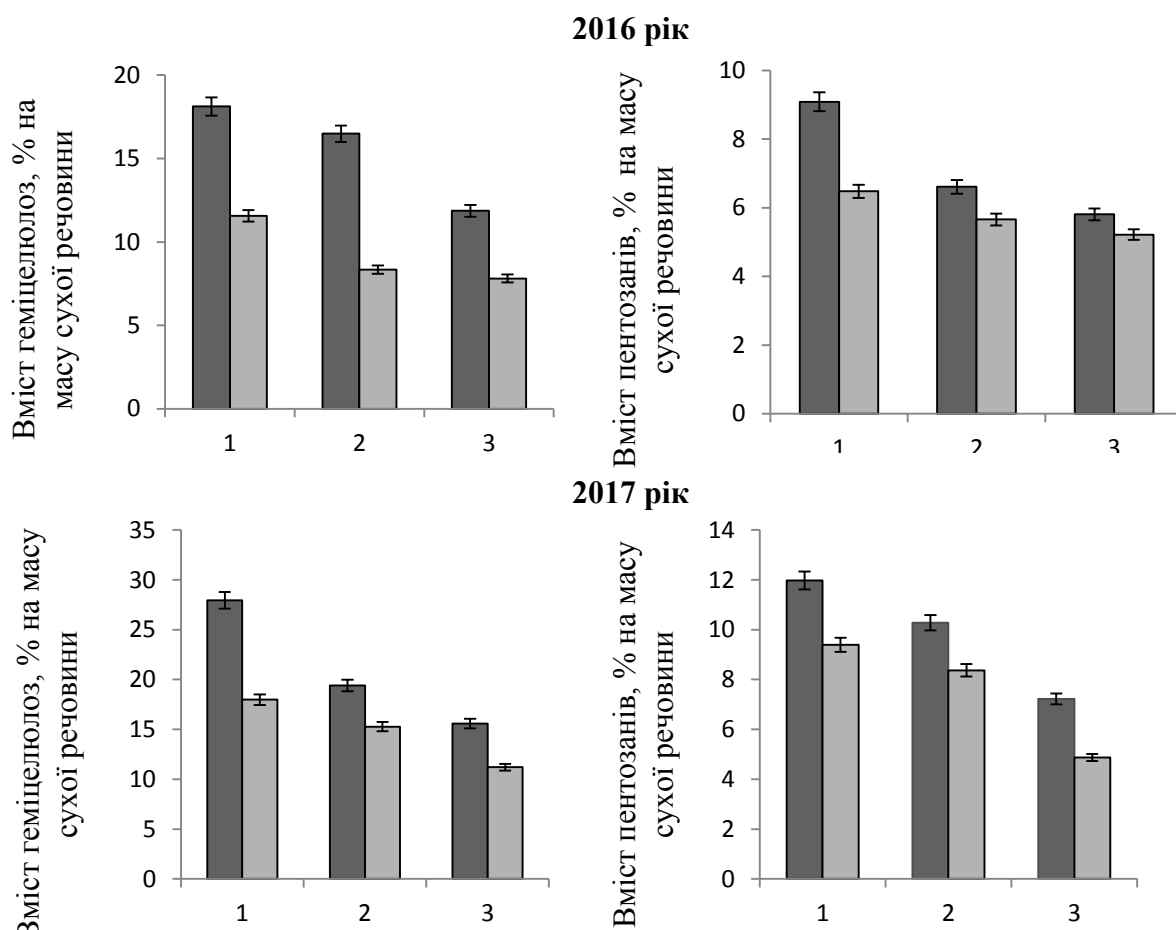 2016 рік
Вміст геміцелюлоз, % на
масу сухої речовини
20
15
10
5
0
1 2 3
Вміст пентозанів, % на масу
сухої речовини
10
8
6
4
2
0
1 2 3
2017 рік
Вміст геміцелюлоз, % на масу
сухої речовини
35
30
25
20
15
10
5
0
1 2 3
Вміст пентозанів, % на масу
сухої речовини
14
12
10
8
6
4
2
0
1 2 3